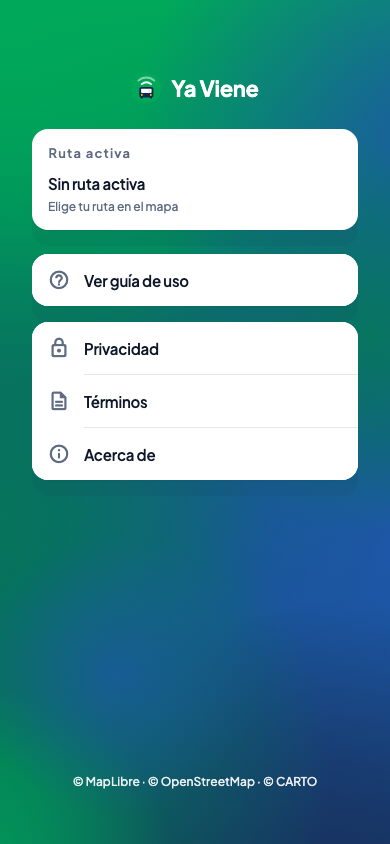 Ya Viene
Ruta activa
Sin ruta activa
Elige tu ruta en el mapa
Ver guía de uso
Privacidad
Términos
Acerca de
© MapLibre · © OpenStreetMap · © CARTO